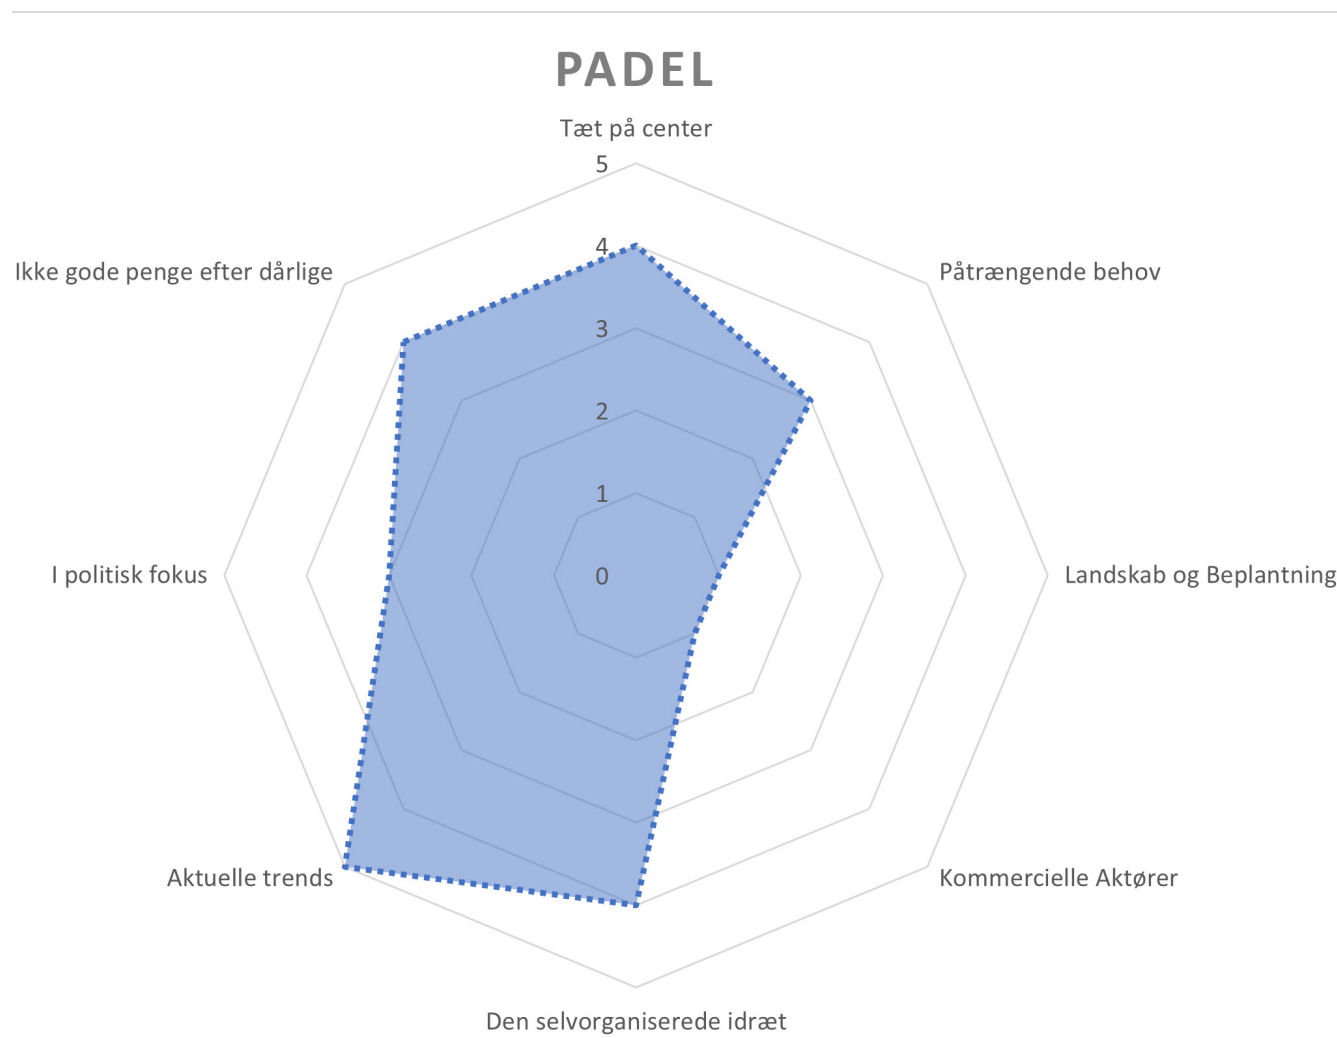 PADEL
Tæt på center
5
4
3
2
1
0
Ikke gode penge efter dårlige
Påtrængende behov
I politisk fokus
Landskab og Beplantning
Aktuelle trends
Kommercielle Aktører
Den selvorganiserede idræt